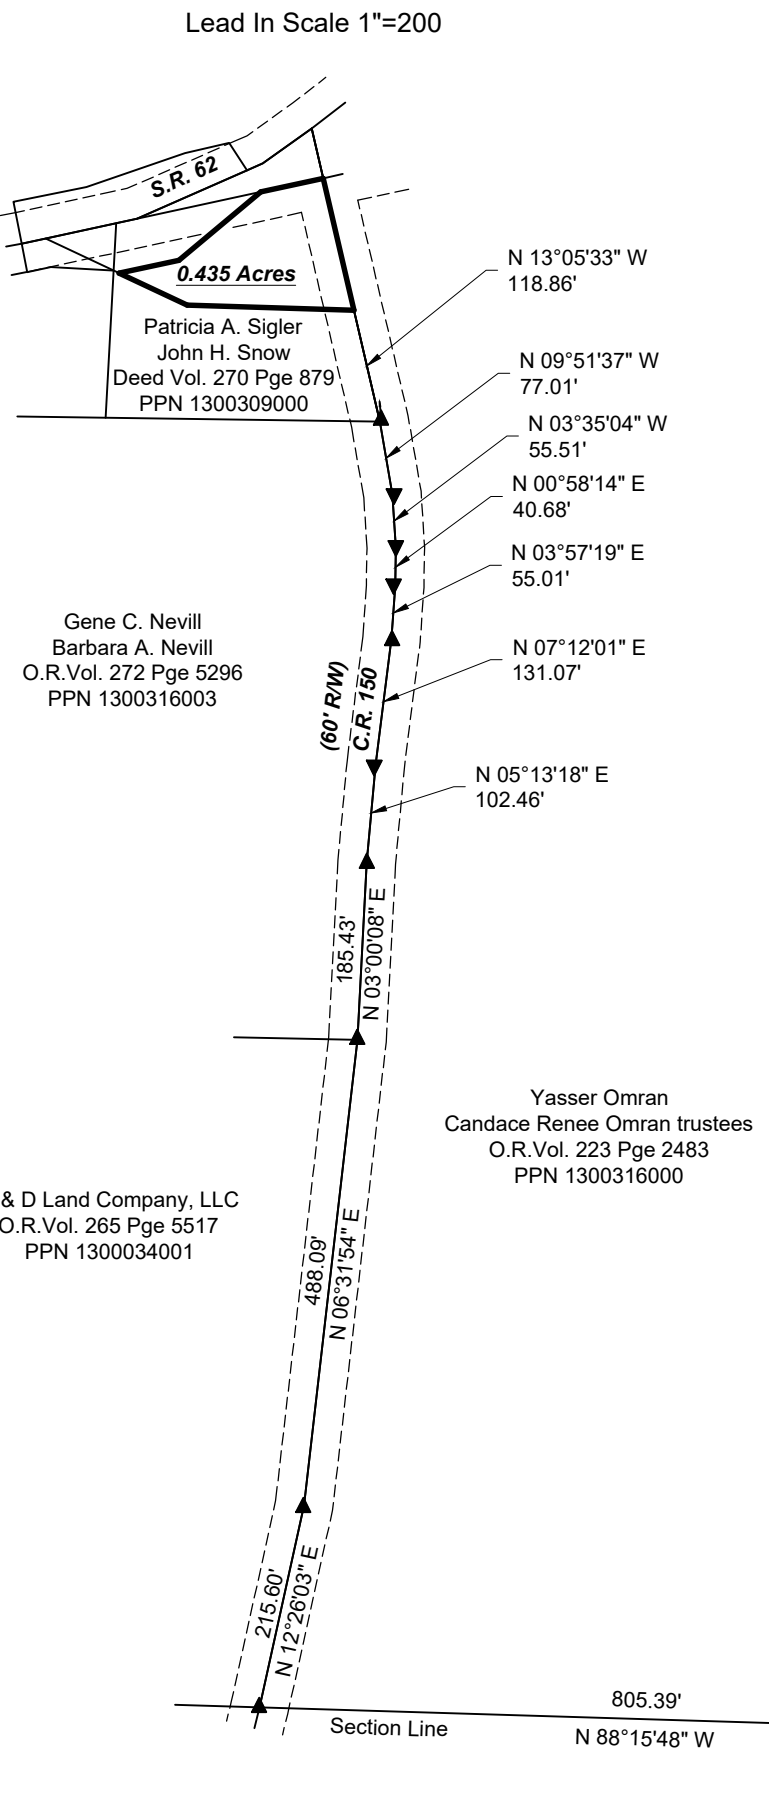 Lead In Scale 1"=200
S.R. 62
0.435 Acres
Patricia A. Sigler
John H. Snow
Deed Vol. 270 Pge 879
PPN 1300309000
N 13°05'33" W
118.86'
N 09°51'37" W
77.01'
N 03°35'04" W
55.51'
N 00°58'14" E
40.68'
N 03°57'19" E
55.01'
Gene C. Nevill
Barbara A. Nevill
O.R.Vol. 272 Pge 5296
PPN 1300316003
(60' R/W)
C.R. 150
N 07°12'01" E
131.07'
N 05°13'18" E
102.46'
185.43'
N 03°00'08" E
Yasser Omran
Candace Renee Omran trustees
O.R.Vol. 223 Pge 2483
PPN 1300316000
& D Land Company, LLC
O.R.Vol. 265 Pge 5517
PPN 1300034001
488.09'
N 06°31'54" E
215.60'
N 12°26'03" E
805.39'
Section Line
N 88°15'48" W